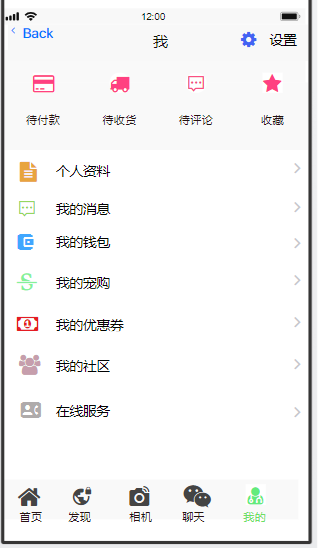 12:00
Back
我
设置
待付款 待收货 待评论 收藏
个人资料
我的消息
我的钱包
我的宠购
我的优惠券
我的社区
在线服务
首页 发现 相机 聊天 我的